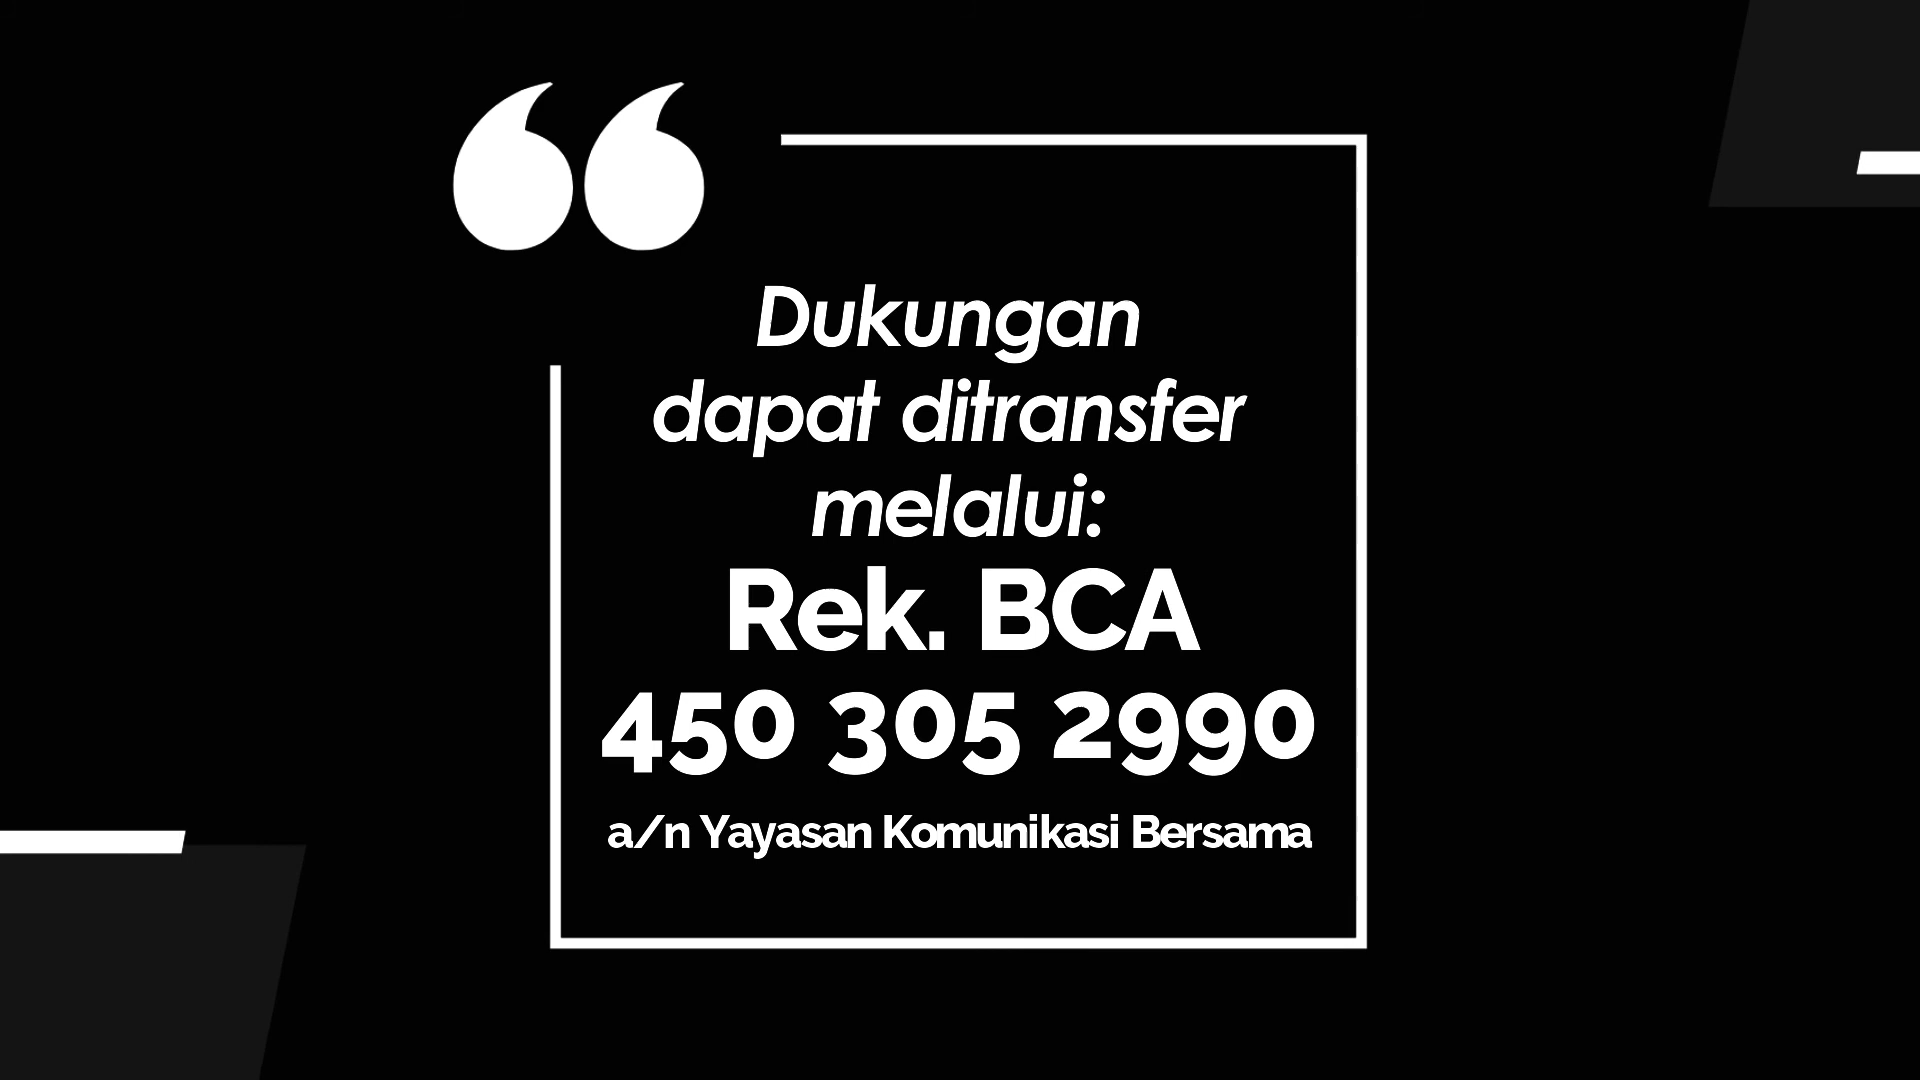 Dukungan
dapat ditransfer
melalui:
Rek. BCA
450 305 2990
a/n Yayasan Komunikasi Bersama